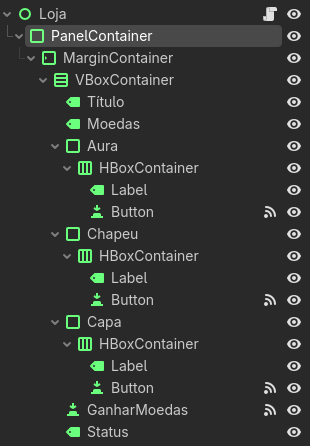 Loja
PanelContainer
MarginContainer
VBoxContainer
Título
Moedas
Aura
HBoxContainer
Label
Button
Chapeu
HBoxContainer
Label
Button
Capa
HBoxContainer
Label
Button
GanharMoedas
Status